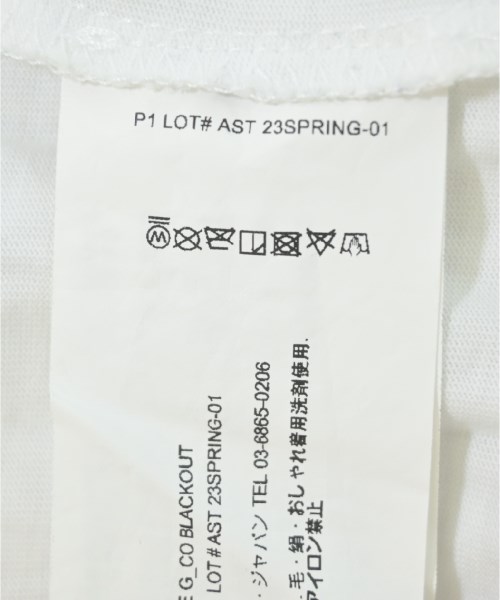 P1 LOT# AST 23SPRING-01
E G_CO BLACKOUT
LOT # AST 23SPRING-01
・ジャパン TEL 03-6865-0206
毛・絹・おしゃれ着用洗剤使用.
アイロン禁止